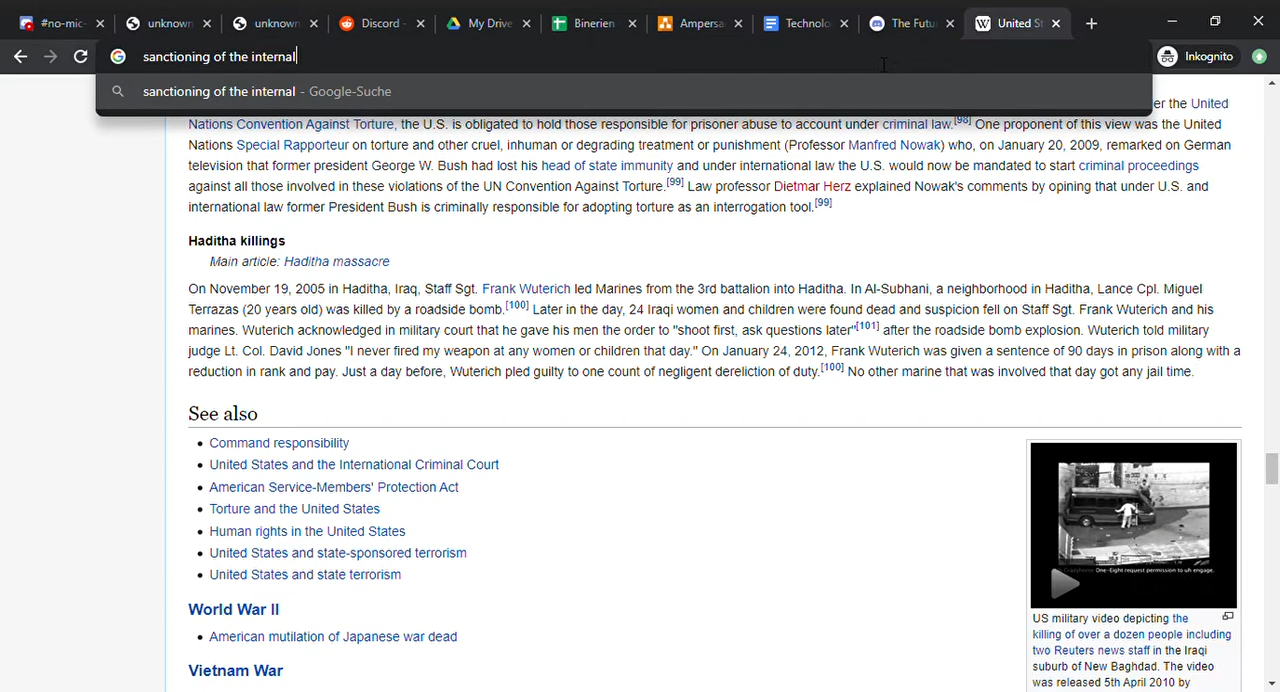 #no-mic-
unknown
unknown
Discord -
My Drive
Binerien
Ampersa
Technolo
The Futu
United St
sanctioning of the internal
Inkognito
sanctioning of the internal - Google-Suche
er the United
Nations Convention Against Torture, the U.S. is obligated to hold those responsible for prisoner abuse to account under criminal law.[98] One proponent of this view was the United
Nations Special Rapporteur on torture and other cruel, inhuman or degrading treatment or punishment (Professor Manfred Nowak) who, on January 20, 2009, remarked on German
television that former president George W. Bush had lost his head of state immunity and under international law the U.S. would now be mandated to start criminal proceedings
against all those involved in these violations of the UN Convention Against Torture.[99] Law professor Dietmar Herz explained Nowak's comments by opining that under U.S. and
international law former President Bush is criminally responsible for adopting torture as an interrogation tool.[99]
Haditha killings
Main article: Haditha massacre
On November 19, 2005 in Haditha, Iraq, Staff Sgt. Frank Wuterich led Marines from the 3rd battalion into Haditha. In Al-Subhani, a neighborhood in Haditha, Lance Cpl. Miguel
Terrazas (20 years old) was killed by a roadside bomb.[100] Later in the day, 24 Iraqi women and children were found dead and suspicion fell on Staff Sgt. Frank Wuterich and his
marines. Wuterich acknowledged in military court that he gave his men the order to "shoot first, ask questions later"[101] after the roadside bomb explosion. Wuterich told military
judge Lt. Col. David Jones "I never fired my weapon at any women or children that day." On January 24, 2012, Frank Wuterich was given a sentence of 90 days in prison along with a
reduction in rank and pay. Just a day before, Wuterich pled guilty to one count of negligent dereliction of duty.[100] No other marine that was involved that day got any jail time.
See also
• Command responsibility
• United States and the International Criminal Court
• American Service-Members' Protection Act
• Torture and the United States
• Human rights in the United States
• United States and state-sponsored terrorism
• United States and state terrorism
World War II
• American mutilation of Japanese war dead
Vietnam War
One-Eight request permission to uh engage.
US military video depicting the
killing of over a dozen people including
two Reuters news staff in the Iraqi
suburb of New Baghdad. The video
was released 5th April 2010 by